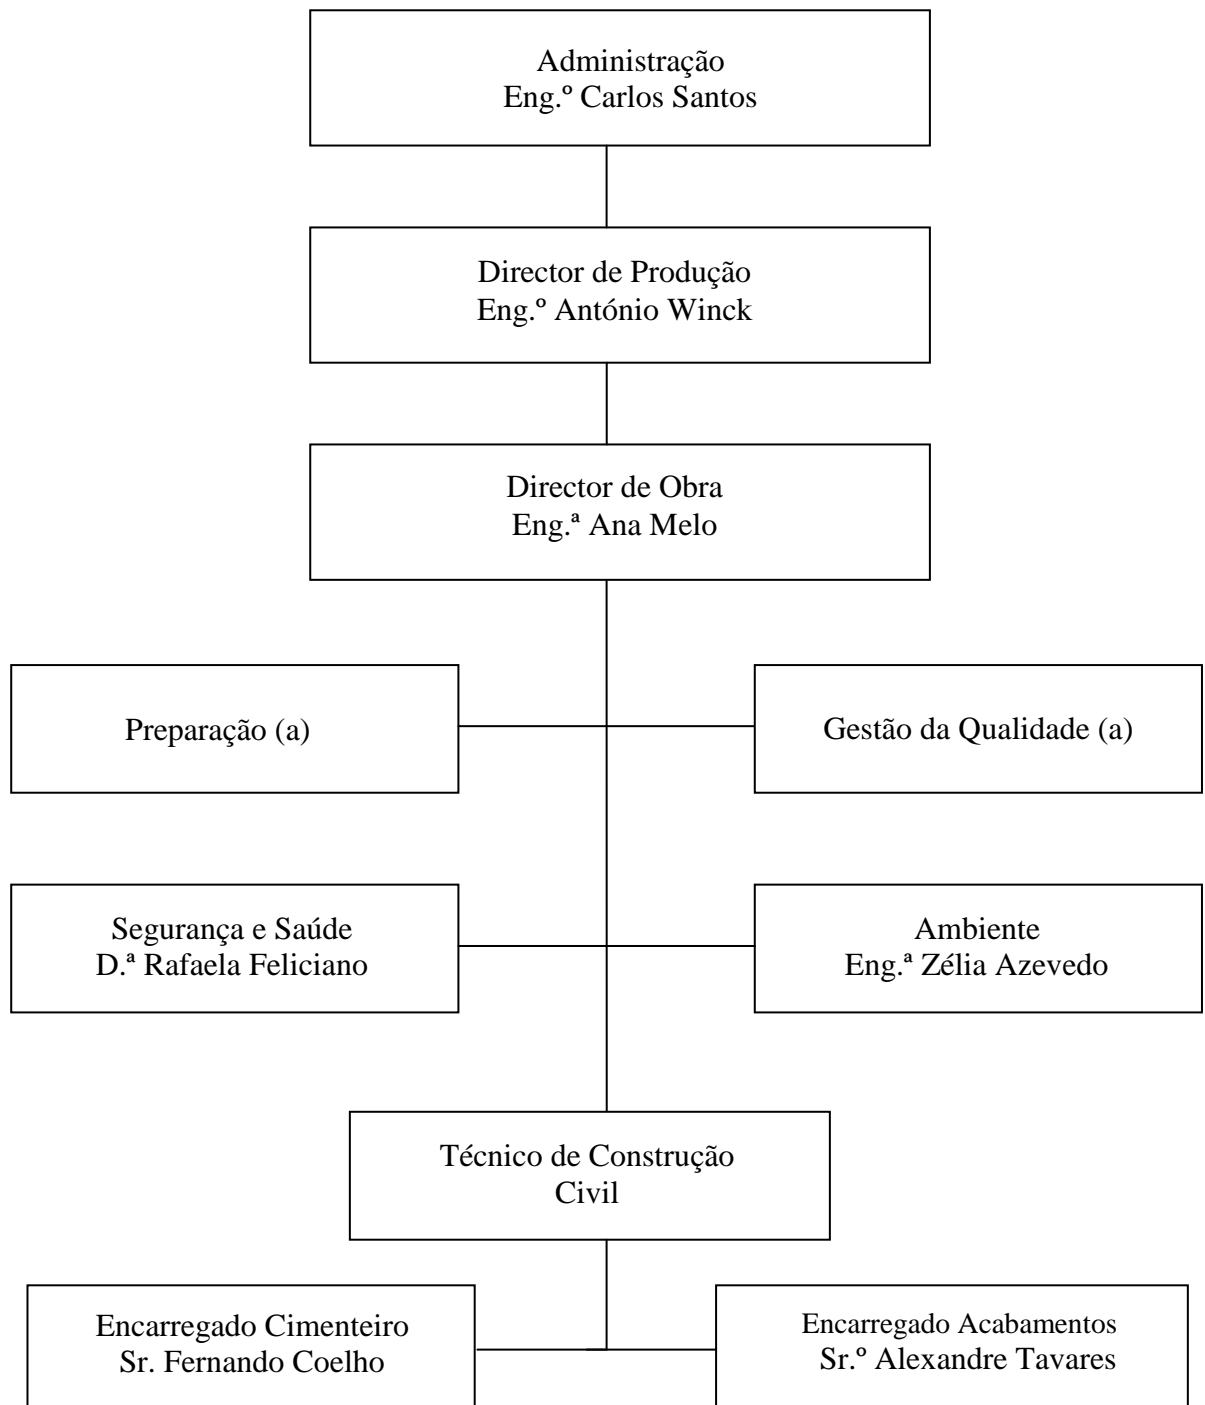 Administração
Eng.º Carlos Santos
Director de Produção
Eng.º António Winck
Director de Obra
Eng.ª Ana Melo
Preparação (a)
Gestão da Qualidade (a)
Segurança e Saúde
D.ª Rafaela Feliciano
Ambiente
Eng.ª Zélia Azevedo
Técnico de Construção
Civil
Encarregado Cimenteiro
Sr. Fernando Coelho
Encarregado Acabamentos
Sr.º Alexandre Tavares